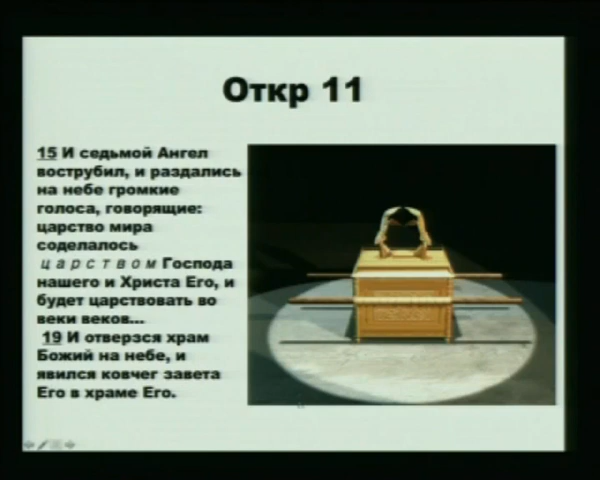 Откр 11
15 И седьмой Ангел
вострубил, и раздались
на небе громкие
голоса, говорящие:
царство мира
соделалось
царством Господа
нашего и Христа Его, и
будет царствовать во
веки веков...
19 И отверзся храм
Божий на небе, и
явился ковчег завета
Его в храме Его.